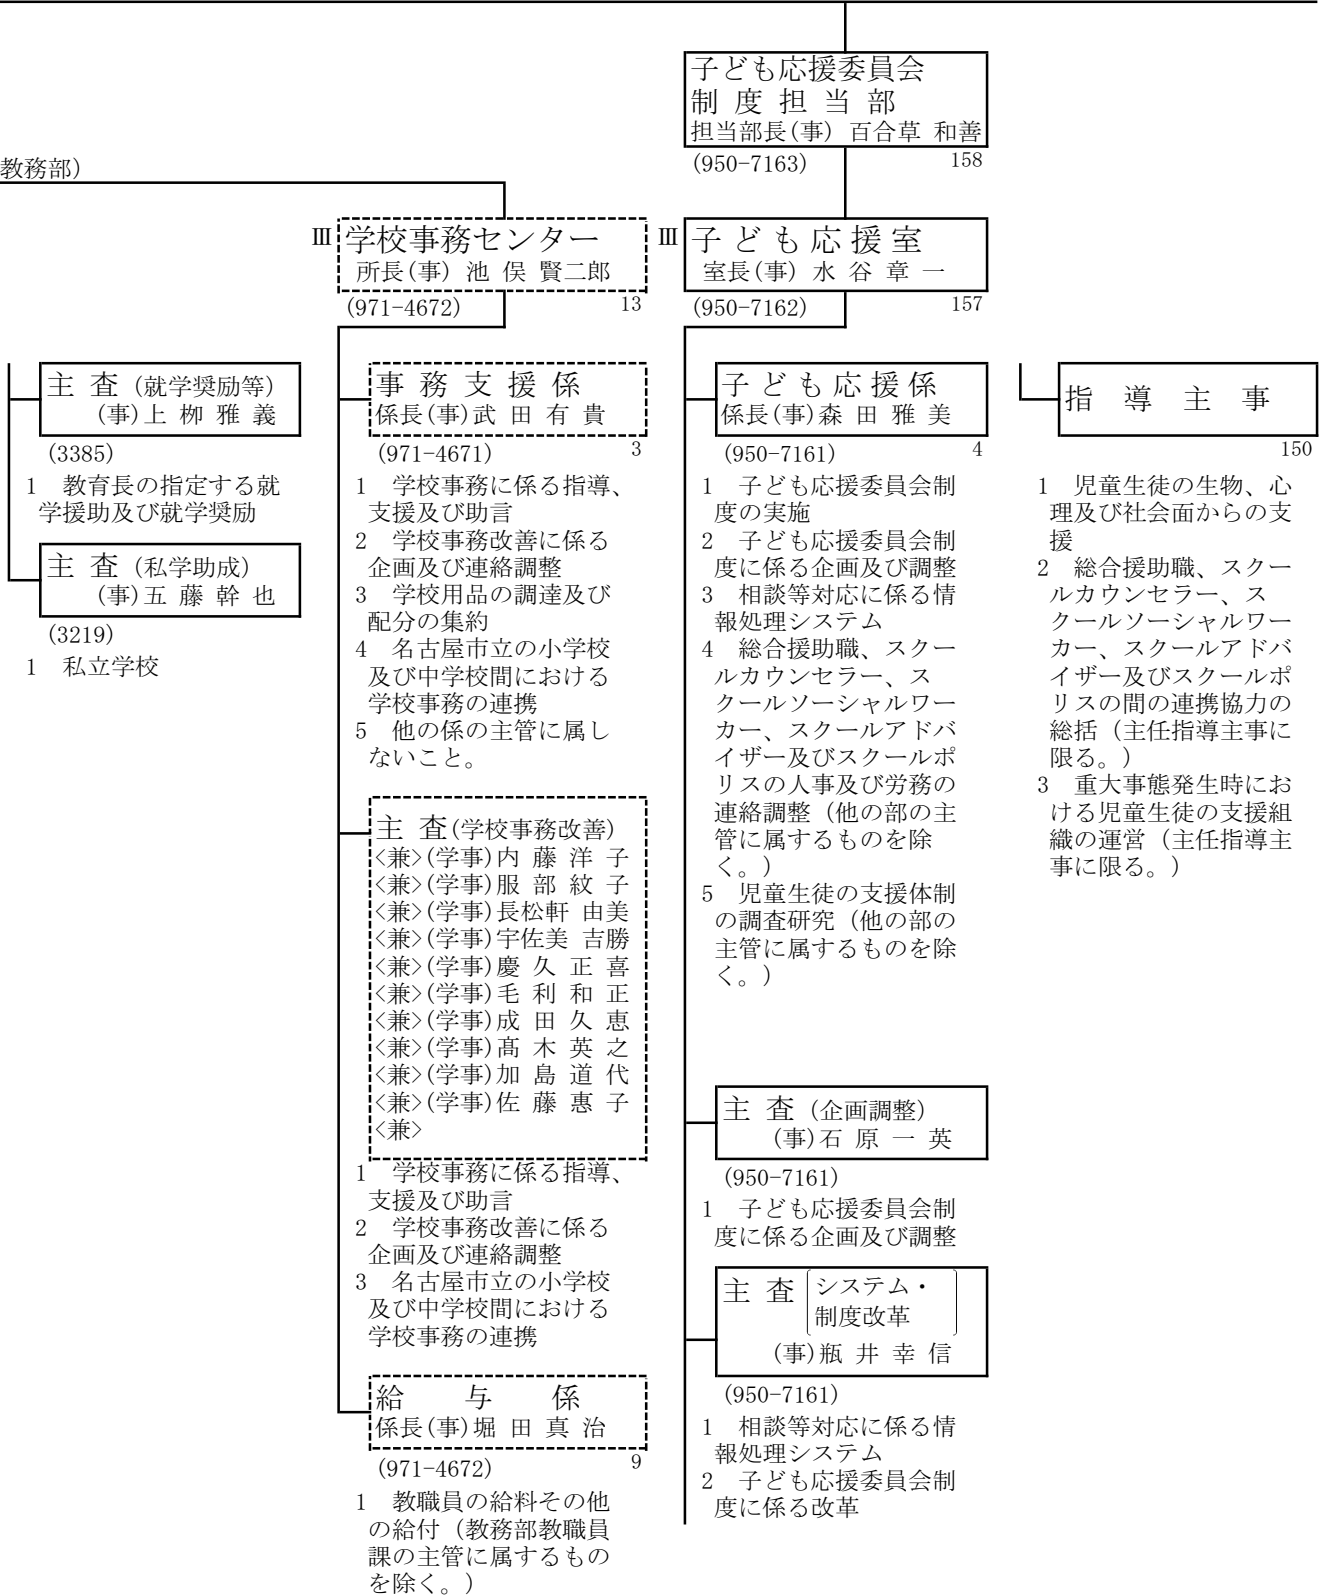 子ども応援委員会
制 度 担 当 部
担当部長(事) 百合草 和善
(950-7163) 158
教務部)
Ⅲ 学校事務センター
所長(事) 池 俣 賢二郎
(971-4672) 13
Ⅲ 子 ど も 応 援 室
室長(事) 水 谷 章 一
(950-7162) 157
主 査 (就学奨励等)
(事)上 栁 雅 義
(3385)
1 教育長の指定する就
学援助及び就学奨励
主 査 (私学助成)
(事)五 藤 幹 也
(3219)
1 私立学校
事 務 支 援 係
係長(事)武 田 有 貴
(971-4671) 3
1 学校事務に係る指導、
支援及び助言
2 学校事務改善に係る
企画及び連絡調整
3 学校用品の調達及び
配分の集約
4 名古屋市立の小学校
及び中学校間における
学校事務の連携
5 他の係の主管に属し
ないこと。
主 査(学校事務改善)
<兼>(学事)内 藤 洋 子
<兼>(学事)服 部 紋 子
<兼>(学事)長松軒 由美
<兼>(学事)宇佐美 吉勝
<兼>(学事)慶 久 正 喜
<兼>(学事)毛 利 和 正
<兼>(学事)成 田 久 恵
<兼>(学事)髙 木 英 之
<兼>(学事)加 島 道 代
<兼>(学事)佐 藤 惠 子
<兼>
1 学校事務に係る指導、
支援及び助言
2 学校事務改善に係る
企画及び連絡調整
3 名古屋市立の小学校
及び中学校間における
学校事務の連携
給 与 係
係長(事)堀 田 真 治
(971-4672) 9
1 教職員の給料その他
の給付(教務部教職員
課の主管に属するもの
を除く。)
子 ど も 応 援 係
係長(事)森 田 雅 美
(950-7161) 4
1 子ども応援委員会制
度の実施
2 子ども応援委員会制
度に係る企画及び調整
3 相談等対応に係る情
報処理システム
4 総合援助職、スクー
ルカウンセラー、ス
クールソーシャルワー
カー、スクールアドバ
イザー及びスクールポ
リスの人事及び労務の
連絡調整(他の部の主
管に属するものを除
く。)
5 児童生徒の支援体制
の調査研究(他の部の
主管に属するものを除
く。)
主 査 (企画調整)
(事)石 原 一 英
(950-7161)
1 子ども応援委員会制
度に係る企画及び調整
主 査 システム・
制度改革
(事)瓶 井 幸 信
(950-7161)
1 相談等対応に係る情
報処理システム
2 子ども応援委員会制
度に係る改革
指 導 主 事
150
1 児童生徒の生物、心
理及び社会面からの支
援
2 総合援助職、スクー
ルカウンセラー、ス
クールソーシャルワー
カー、スクールアドバ
イザー及びスクールポ
リスの間の連携協力の
総括(主任指導主事に
限る。)
3 重大事態発生時にお
ける児童生徒の支援組
織の運営(主任指導主
事に限る。)